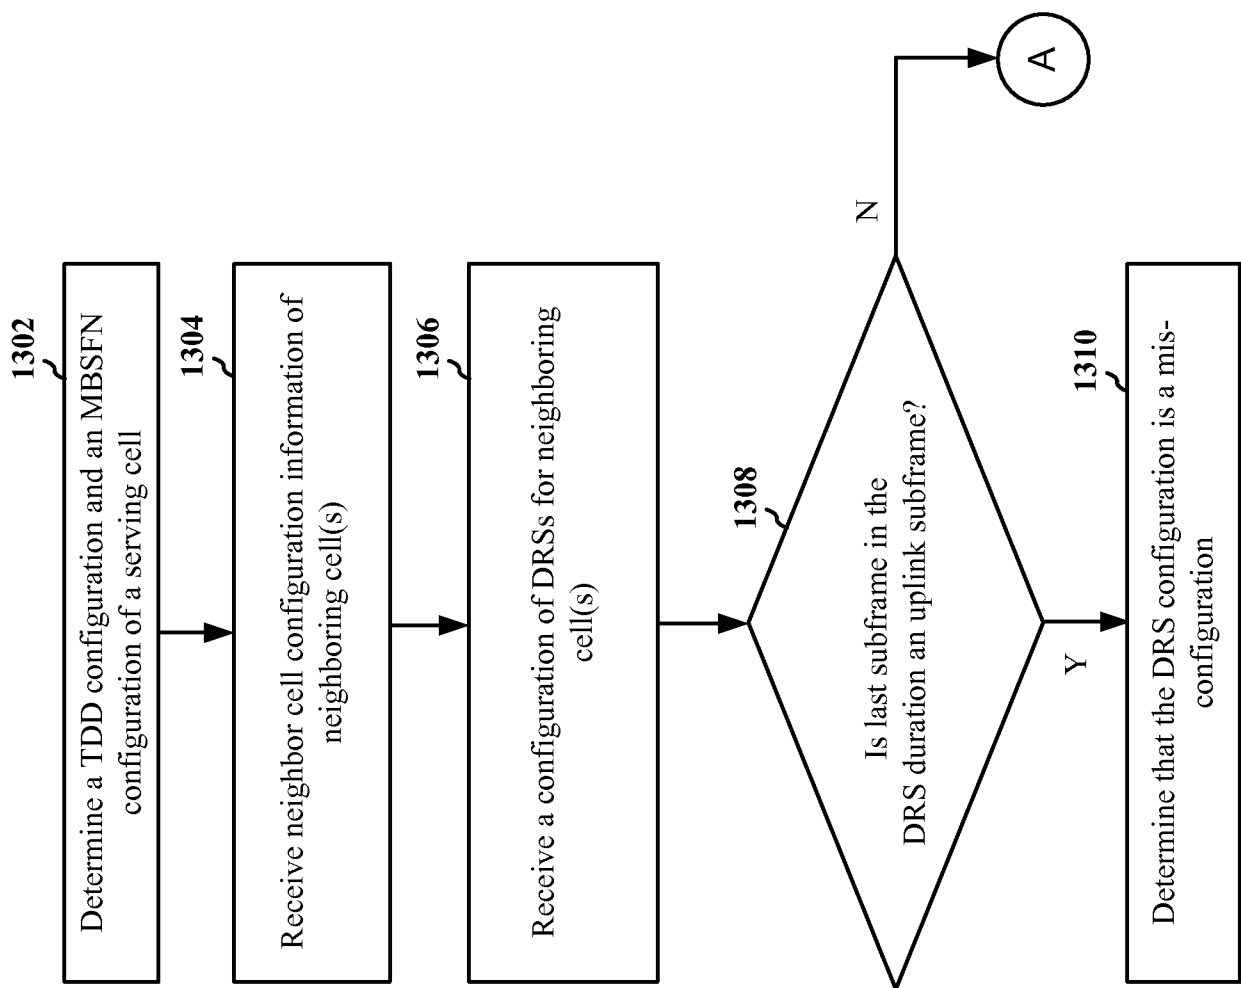 1302
Determine a TDD configuration and an MBSFN
configuration of a serving cell
1304
Receive neighbor cell configuration information of
neighboring cell(s)
1306
Receive a configuration of DRSs for neighboring
cell(s)
1308
Is last subframe in the
DRS duration an uplink subframe?
N
A
Y
1310
Determine that the DRS configuration is a mis-
configuration